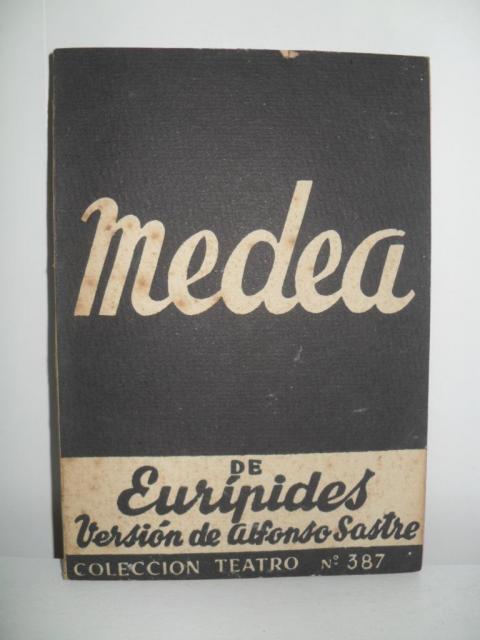 medea
DE
Eurípides
Versión de Alfonso Sastre
COLECCION TEATRO Nº 387